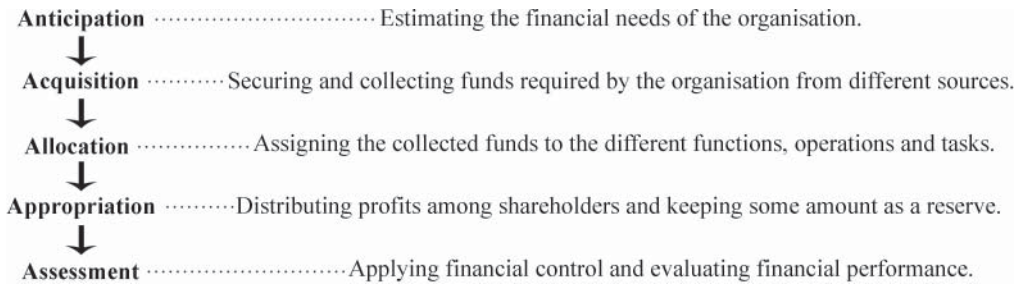 Anticipation ........................... Estimating the financial needs of the organisation.
Acquisition ........... Securing and collecting funds required by the organisation from different sources.
Allocation ................ Assigning the collected funds to the different functions, operations and tasks.
Appropriation .......... Distributing profits among shareholders and keeping some amount as a reserve.
Assessment ............................ Applying financial control and evaluating financial performance.